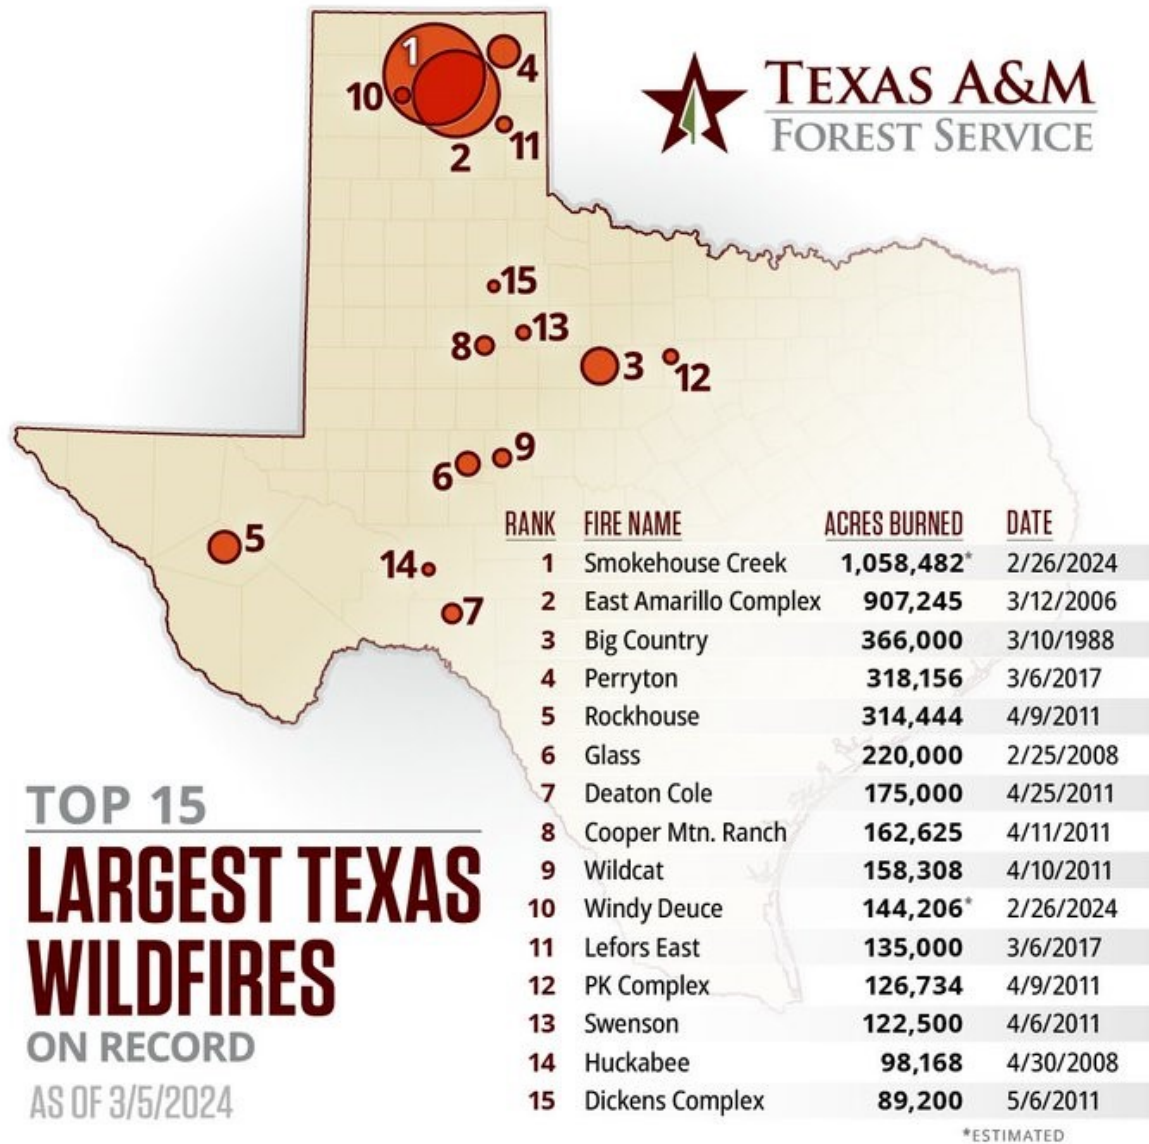 1
4
10
11
2
15
13
8
3
12
9
6
5
14
7
TEXAS A&M
FOREST SERVICE
RANK FIRE NAME ACRES BURNED DATE
1 Smokehouse Creek 1,058,482* 2/26/2024
2 East Amarillo Complex 907,245 3/12/2006
3 Big Country 366,000 3/10/1988
4 Perryton 318,156 3/6/2017
5 Rockhouse 314,444 4/9/2011
6 Glass 220,000 2/25/2008
7 Deaton Cole 175,000 4/25/2011
8 Cooper Mtn. Ranch 162,625 4/11/2011
9 Wildcat 158,308 4/10/2011
10 Windy Deuce 144,206* 2/26/2024
11 Lefors East 135,000 3/6/2017
12 PK Complex 126,734 4/9/2011
13 Swenson 122,500 4/6/2011
14 Huckabee 98,168 4/30/2008
15 Dickens Complex 89,200 5/6/2011
*ESTIMATED
TOP 15
LARGEST TEXAS
WILDFIRES
ON RECORD
AS OF 3/5/2024